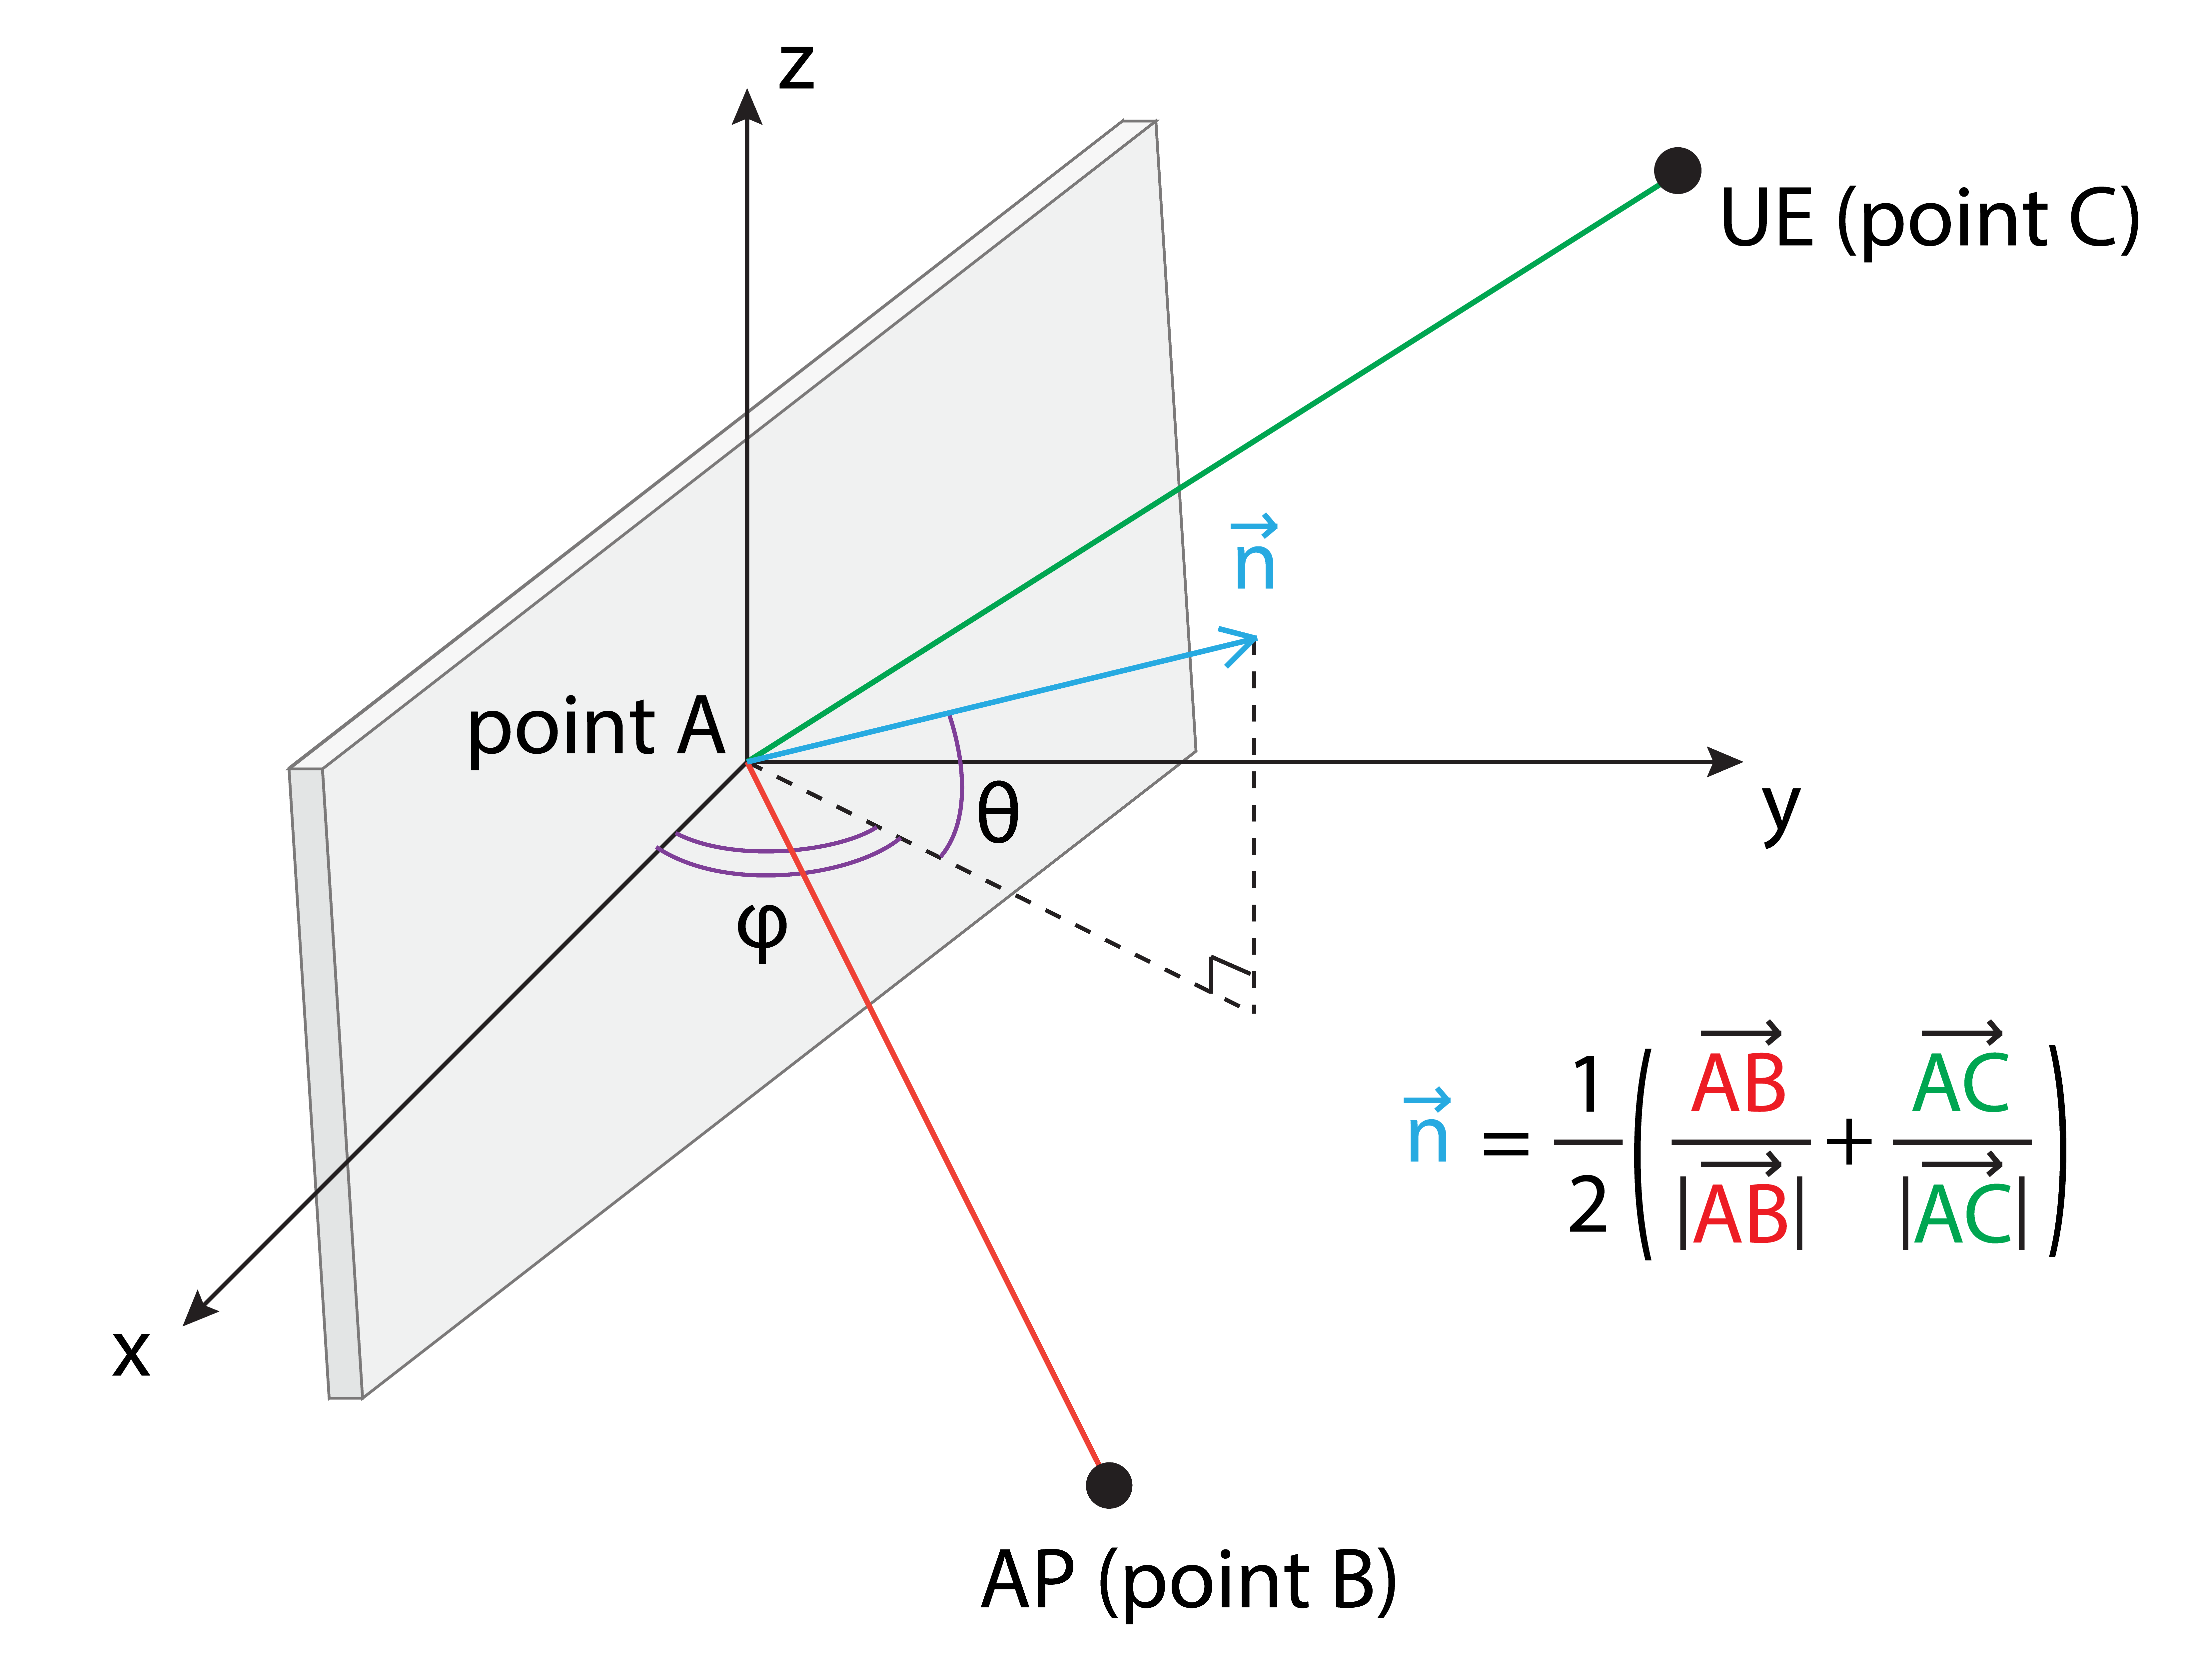 z
UE (point C)
n
point A
θ
y
φ
n = 1/2 ( AB/|AB| + AC/|AC| )
x
AP (point B)